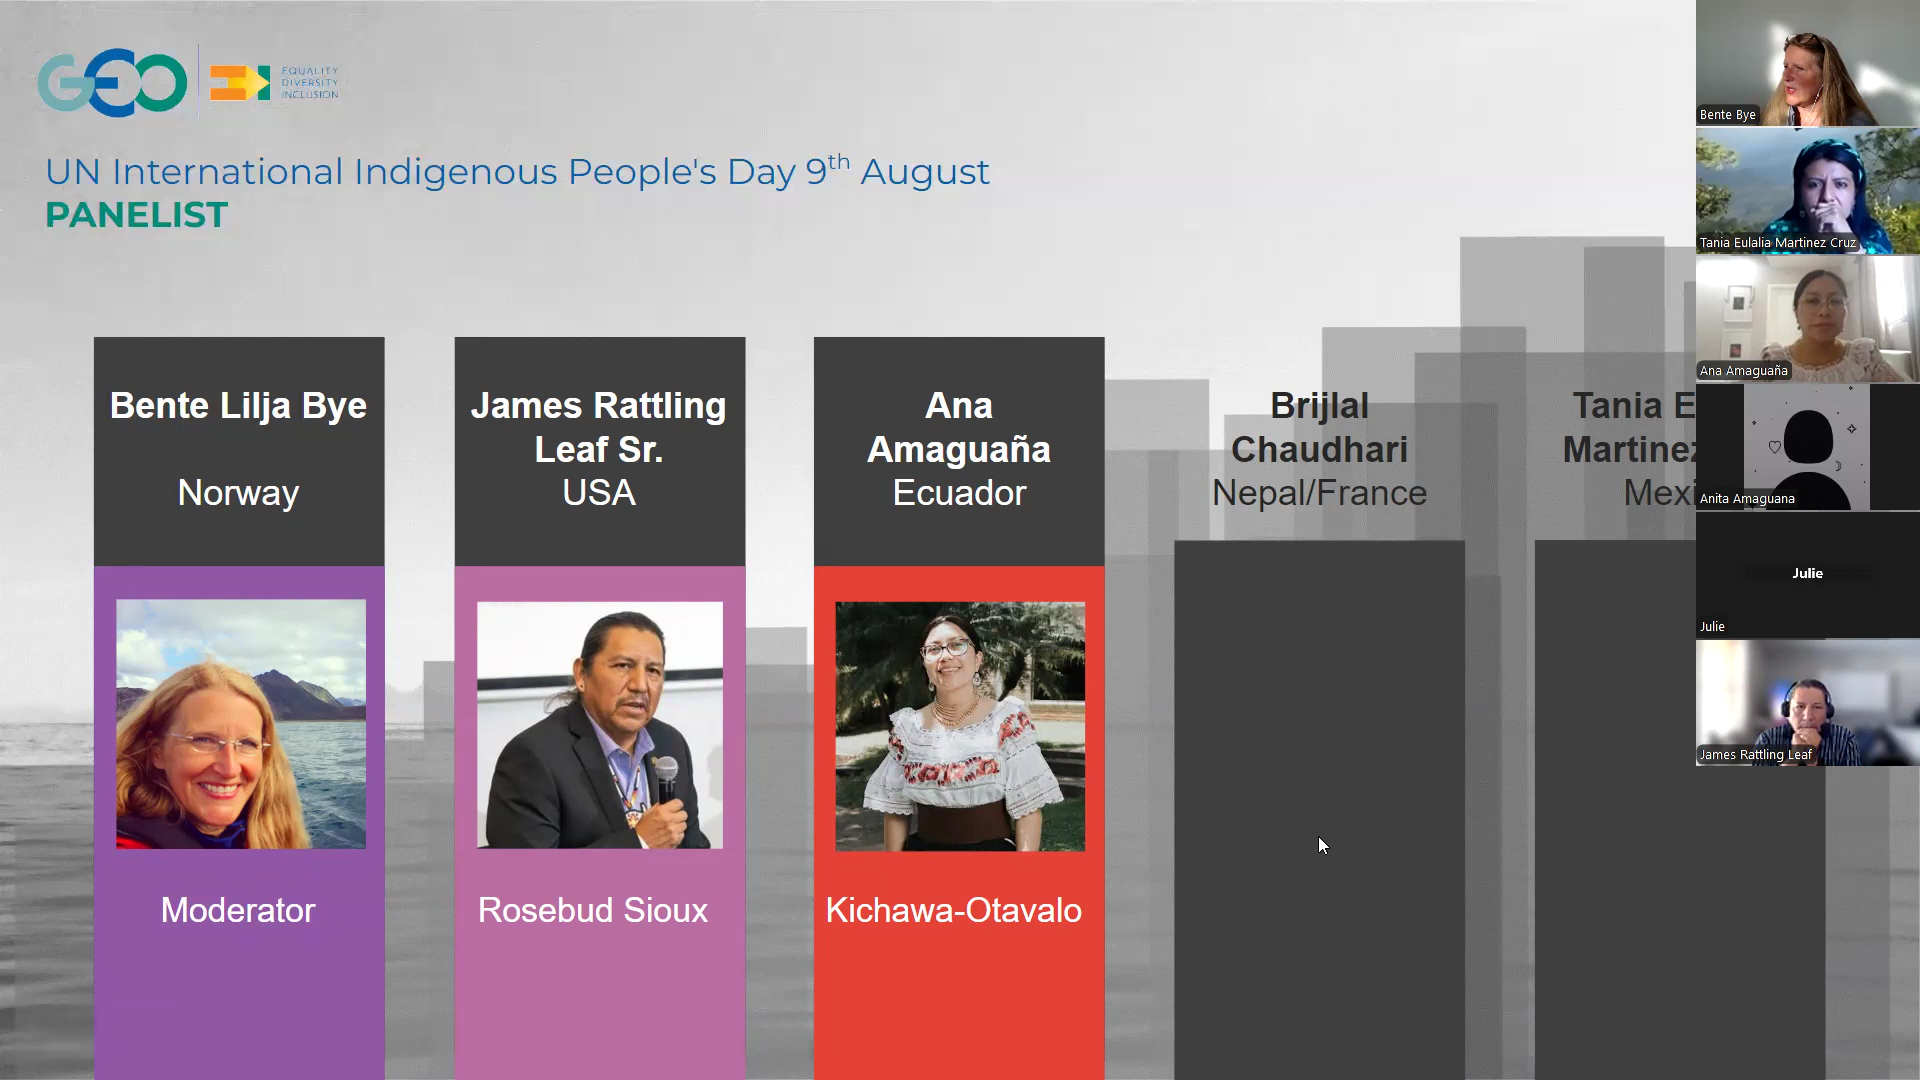 GEO
EQUALITY
DIVERSITY
INCLUSION
UN International Indigenous People's Day 9th August
PANELIST
Bente Lilja Bye
Norway
Moderator
James Rattling
Leaf Sr.
USA
Rosebud Sioux
Ana
Amaguaña
Ecuador
Kichawa-Otavalo
Brijlal
Chaudhari
Nepal/France
Tania E
Martinez
Mexi
Bente Bye
Tania Eulalia Martinez Cruz
Ana Amaguaña
Anita Amaguana
Julie
Julie
James Rattling Leaf